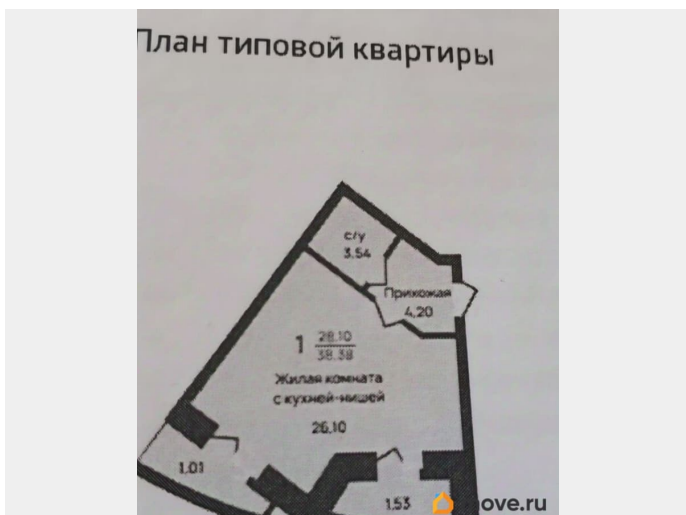 План типовой квартиры
с/у
3.54
Прихожая
4.20
1 28.10
38.38
Жилая комната
с кухней-нишей
26.10
1.01
1.53
move.ru